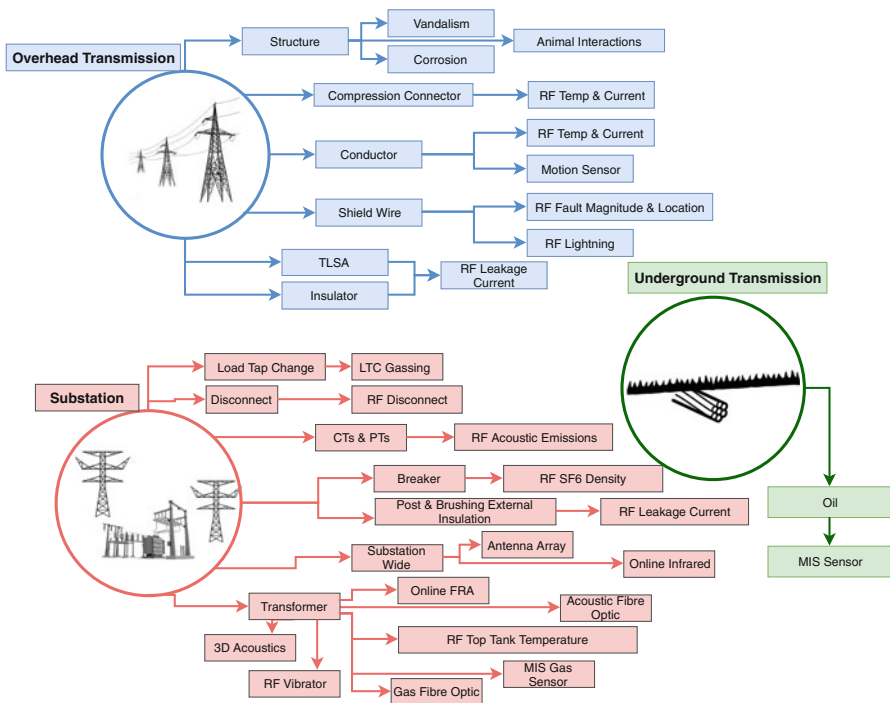 Vandalism
Structure
Animal Interactions
Overhead Transmission
Corrosion
Compression Connector
RF Temp & Current
RF Temp & Current
Conductor
Motion Sensor
RF Fault Magnitude & Location
Shield Wire
RF Lightning
TLSA
RF Leakage
Current
Insulator
Underground Transmission
Load Tap Change
LTC Gassing
Substation
Disconnect
RF Disconnect
CTs & PTs
RF Acoustic Emissions
Breaker
RF SF6 Density
Post & Brushing External
Insulation
RF Leakage Current
Oil
Antenna Array
Substation
Wide
Online Infrared
MIS Sensor
Online FRA
Transformer
Acoustic Fibre
Optic
3D Acoustics
RF Top Tank Temperature
RF Vibrator
MIS Gas
Sensor
Gas Fibre Optic